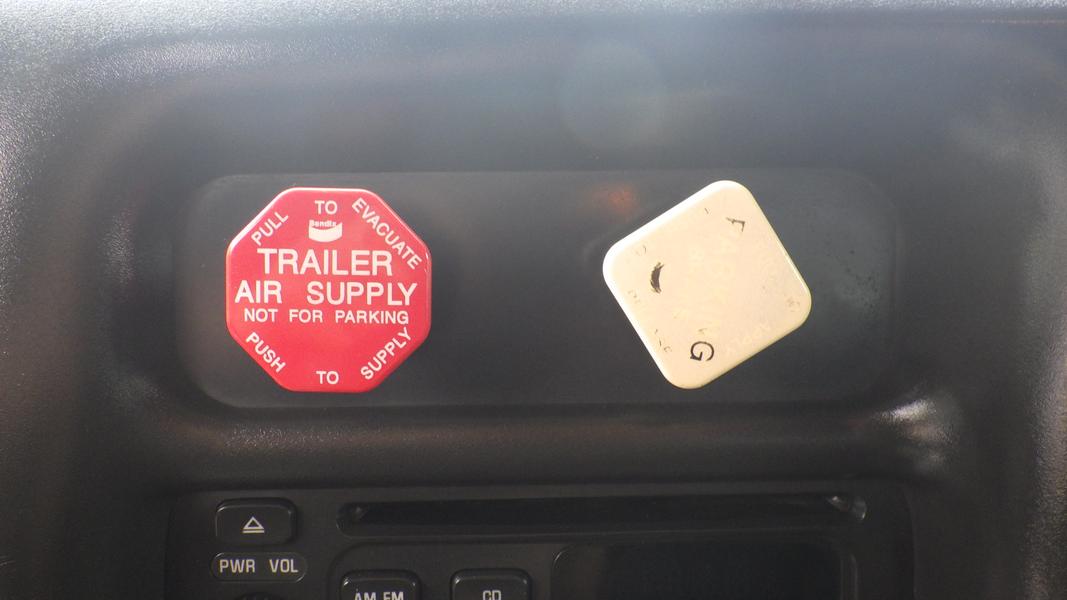 PULL TO EVACUATE
Bendix
TRAILER
AIR SUPPLY
NOT FOR PARKING
PUSH TO SUPPLY
G
PWR VOL
AM FM
CD